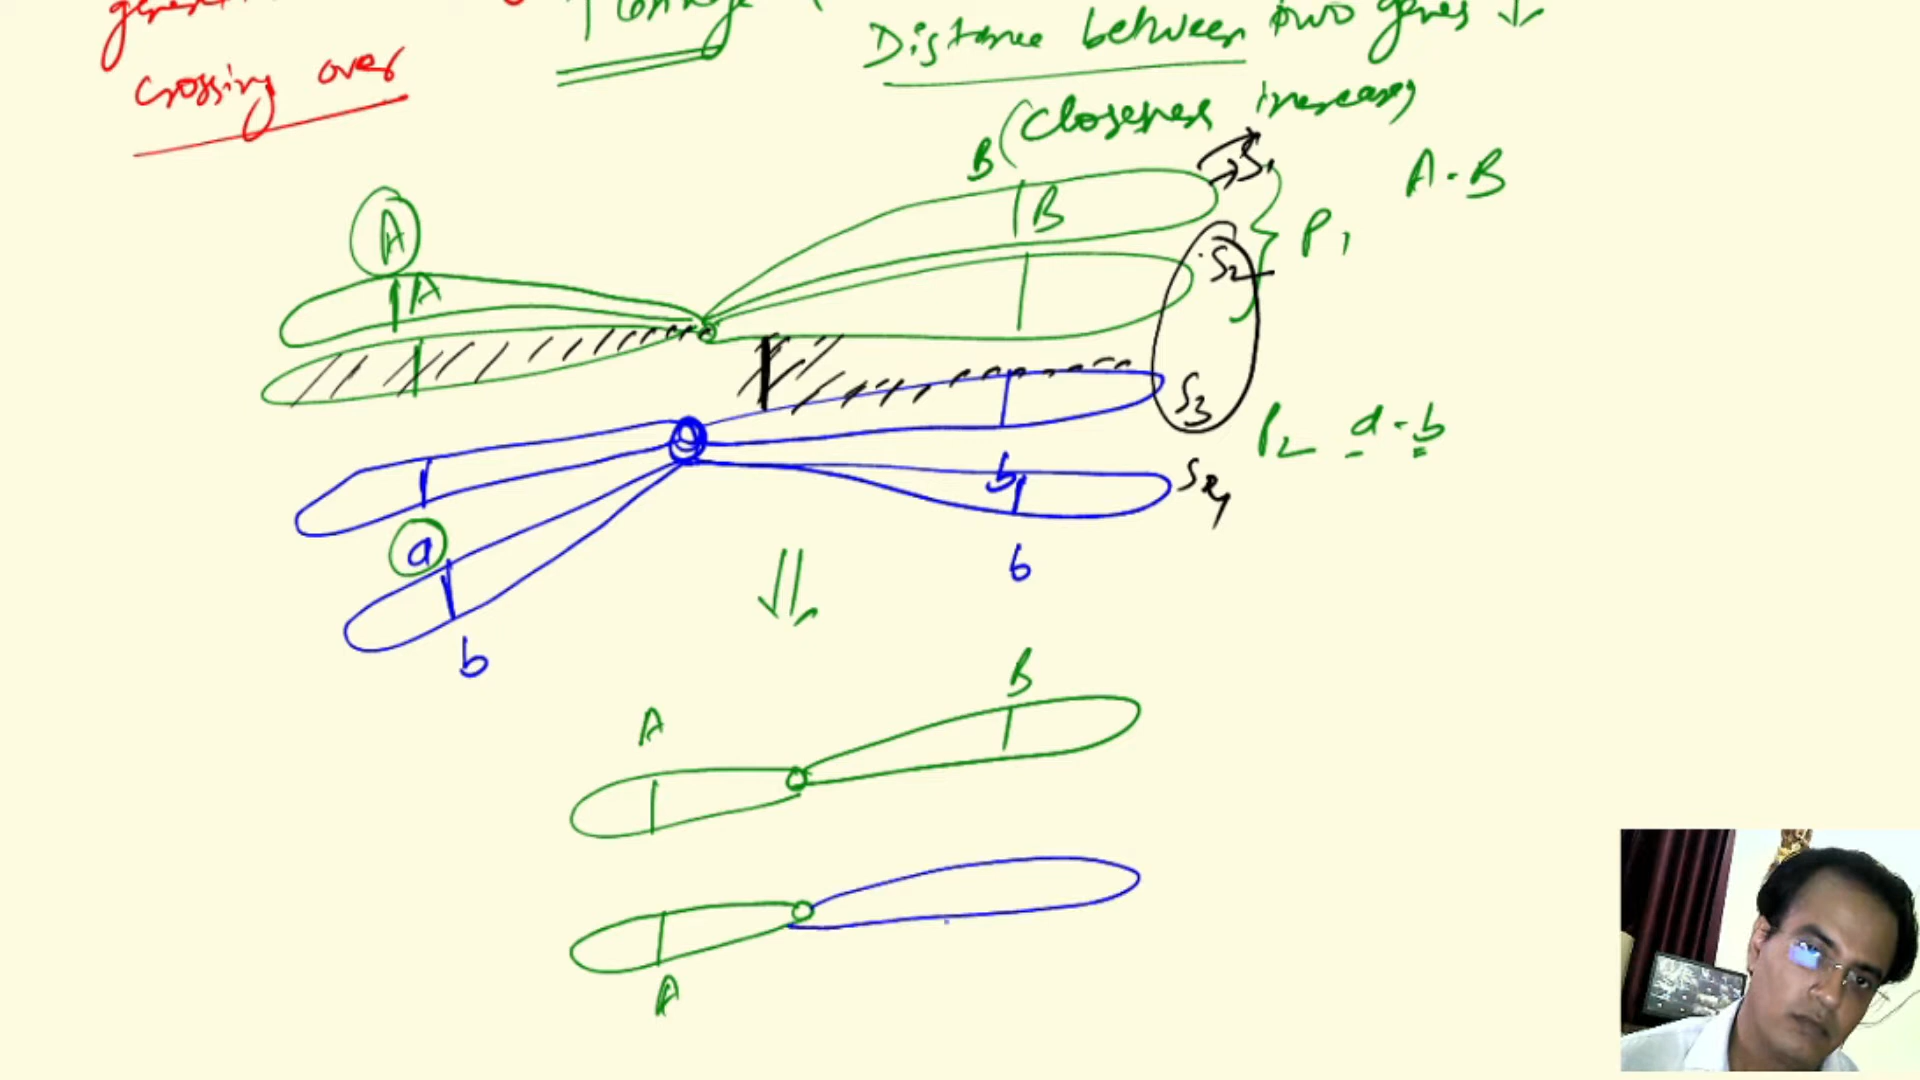 crossing over
Distance between two genes ↓
(Closeness increases)
B
B
S1
A - B
A
A
P1
S2
S3
P2 a - b
b
S4
a
b
b
B
A
A